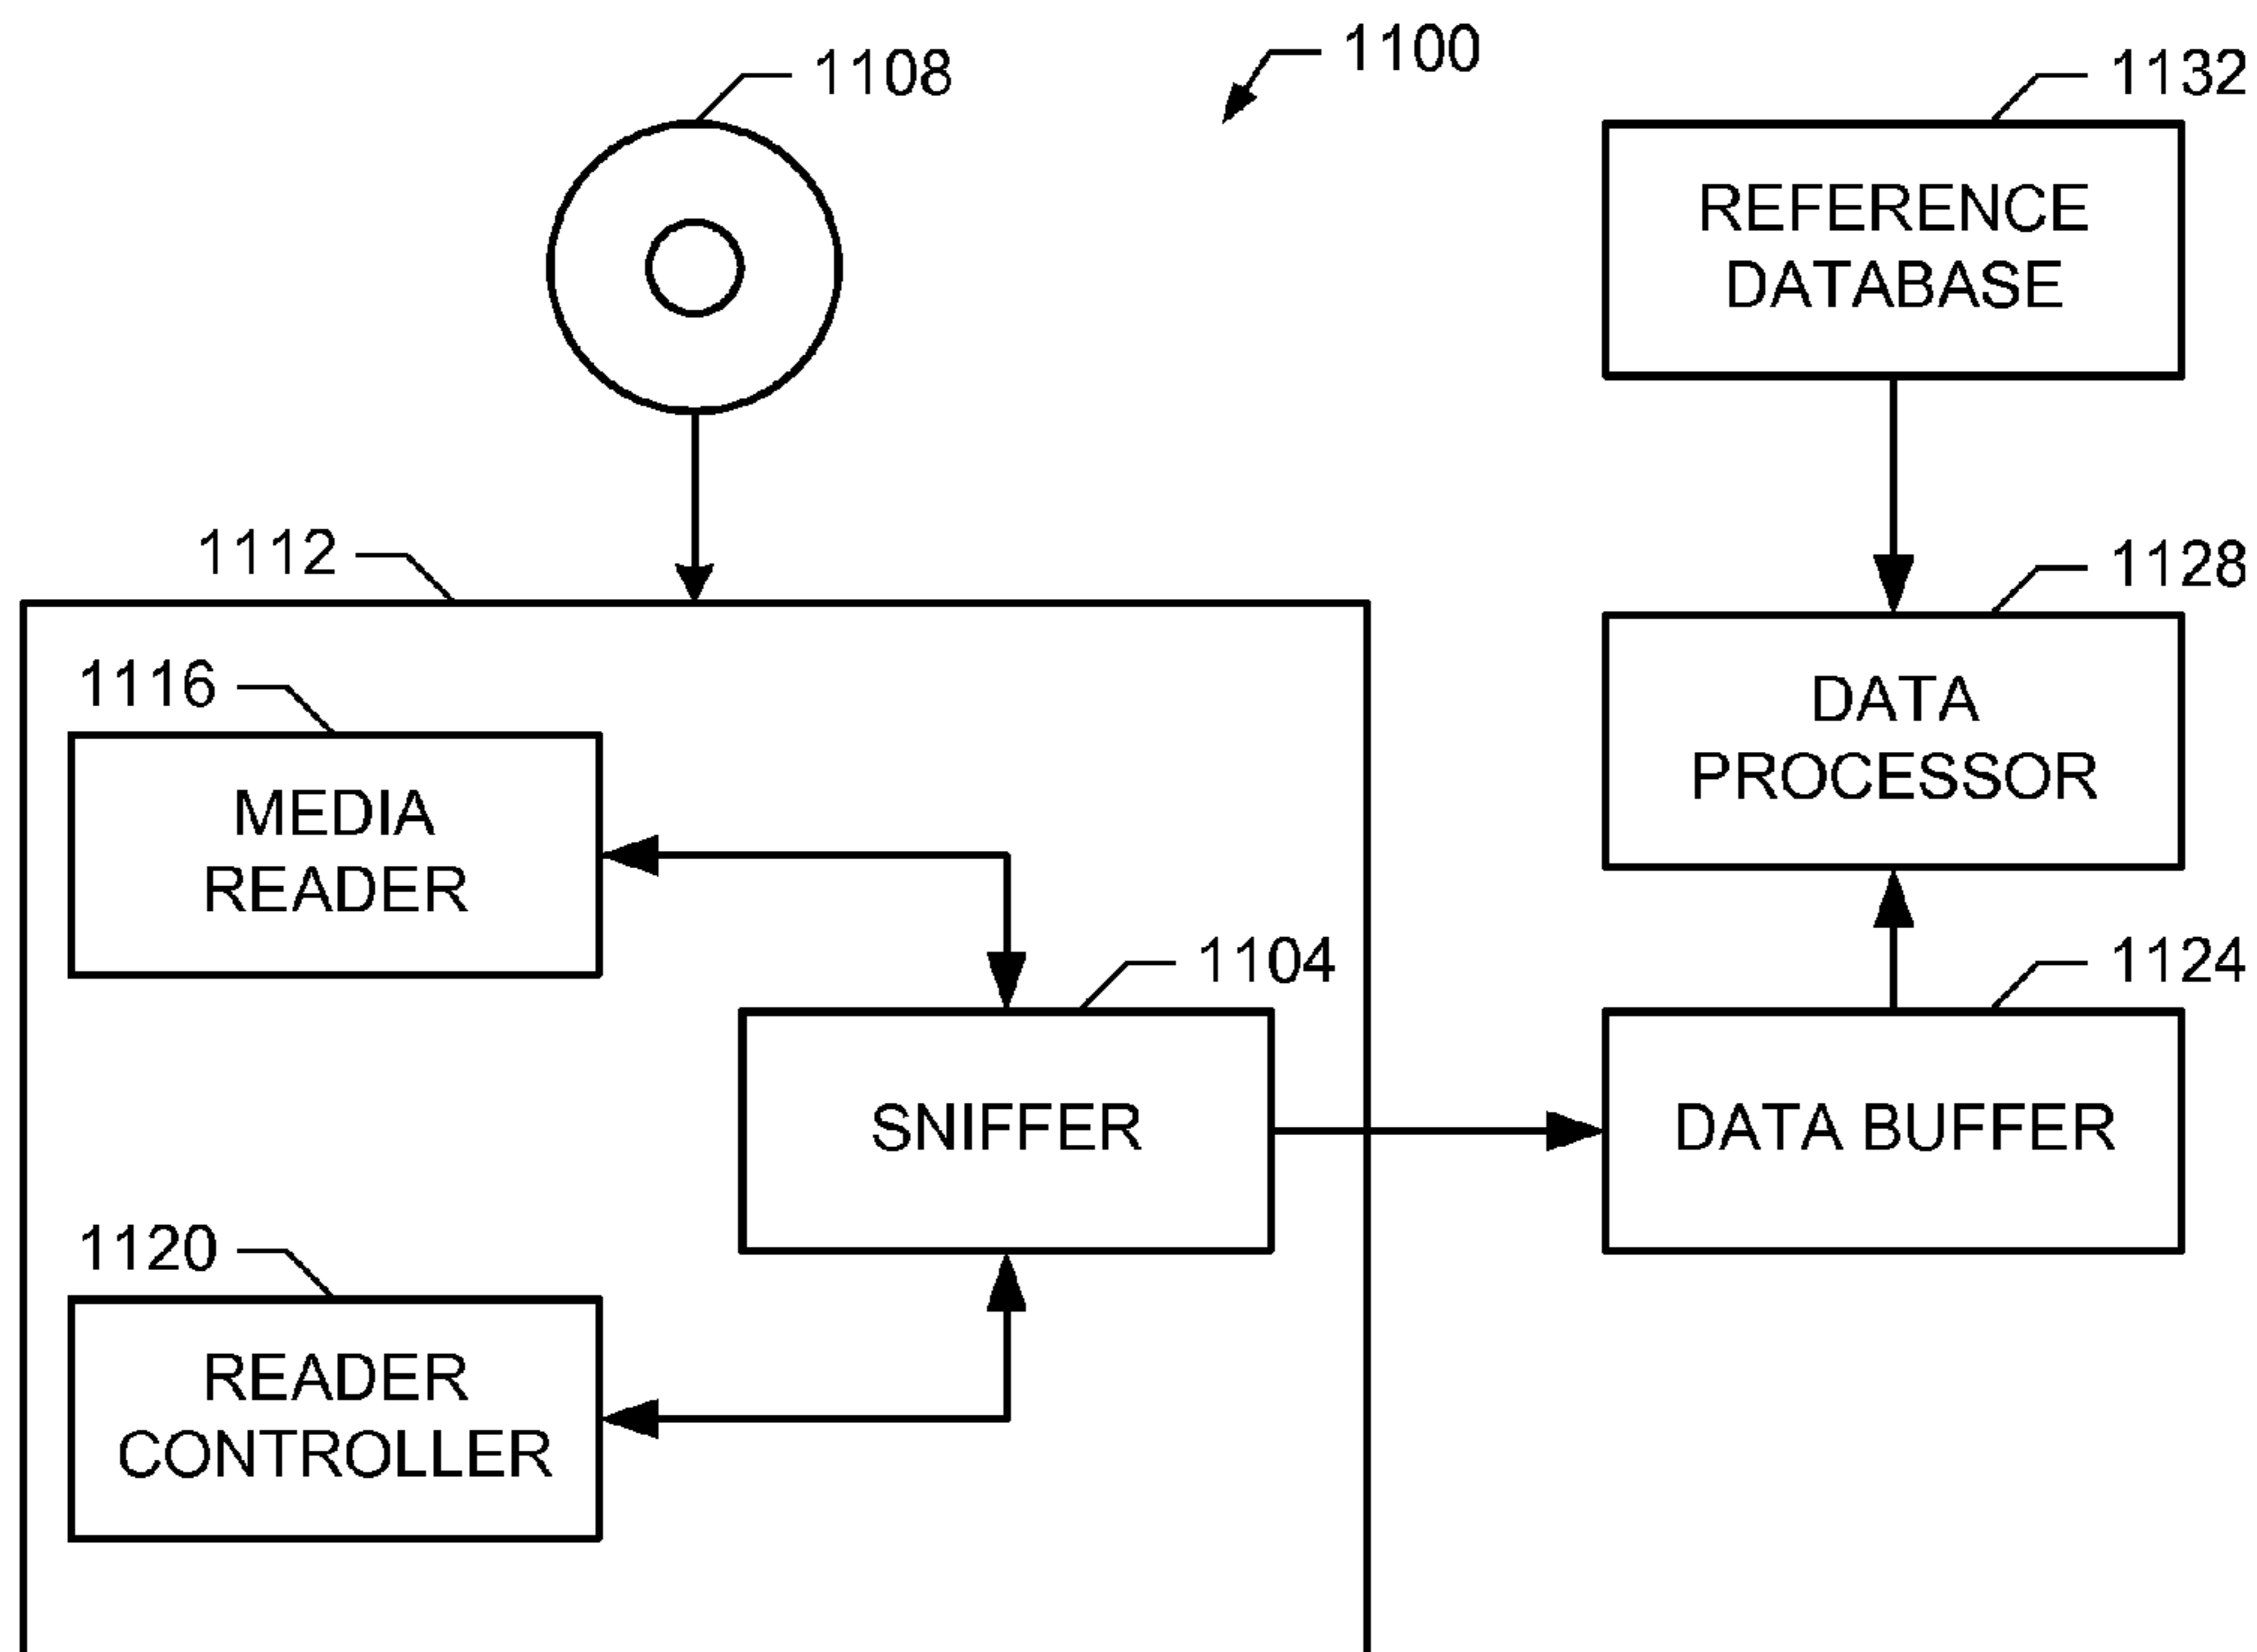 1100
1108
1132
REFERENCE
DATABASE
1112
1128
DATA
PROCESSOR
1116
MEDIA
READER
1104
SNIFFER
1124
DATA BUFFER
1120
READER
CONTROLLER